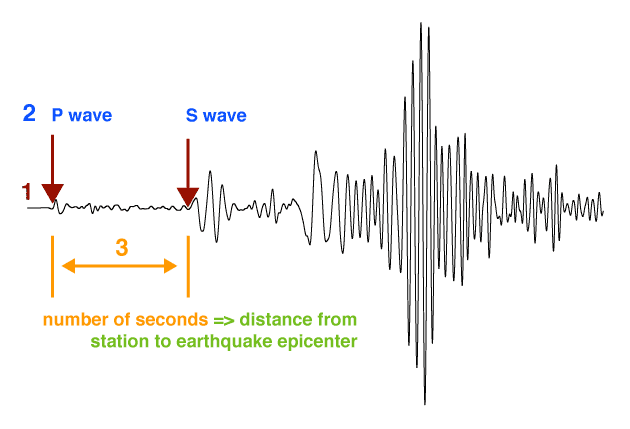 2 P wave
S wave
1
3
number of seconds => distance from
station to earthquake epicenter